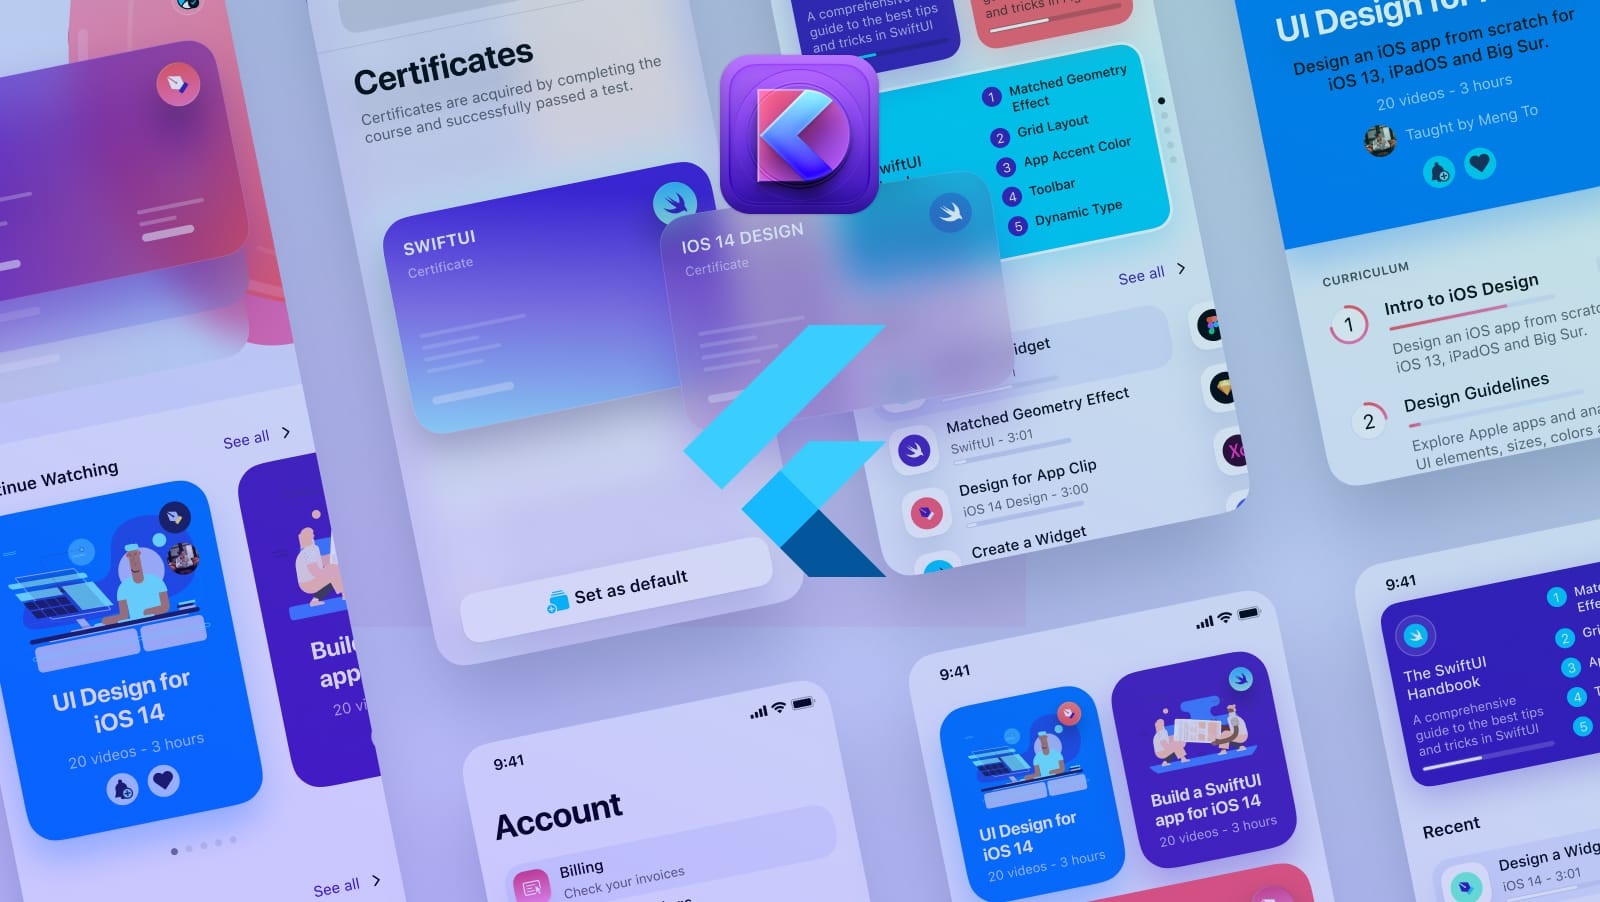 See all
tinue Watching
UI Design for
iOS 14
20 videos - 3 hours
See all
Certificates
Certificates are acquired by completing the
course and successfully passed a test.
SWIFTUI
Certificate
IOS 14 DESIGN
Certificate
Set as default
A comprehensive
guide to the best tips
and tricks in SwiftUI
and tricks in
1 Matched Geometry
Effect
2 Grid Layout
3 App Accent Color
4 Toolbar
5 Dynamic Type
wiftUI
See all
idget
Matched Geometry Effect
SwiftUI - 3:01
Design for App Clip
iOS 14 Design - 3:00
Create a Widget
UI Design for
Design an iOS app from scratch for
iOS 13, iPadOS and Big Sur.
20 videos - 3 hours
Taught by Meng To
CURRICULUM
1 Intro to iOS Design
Design an iOS app from scratc
iOS 13, iPadOS and Big Sur.
2 Design Guidelines
Explore Apple apps and ana
UI elements, sizes, colors a
Buil
app
20 vi
9:41
Account
Billing
Check your invoices
9:41
UI Design for
iOS 14
20 videos - 3 hours
Build a SwiftUI
app for iOS 14
20 videos - 3 hours
9:41
The SwiftUI
Handbook
A comprehensive
guide to the best tips
and tricks in SwiftUI
1 Matc
Effe
2 Gri
3 Ap
4 T
5
Recent
Design a Widg
iOS 14 - 3:01